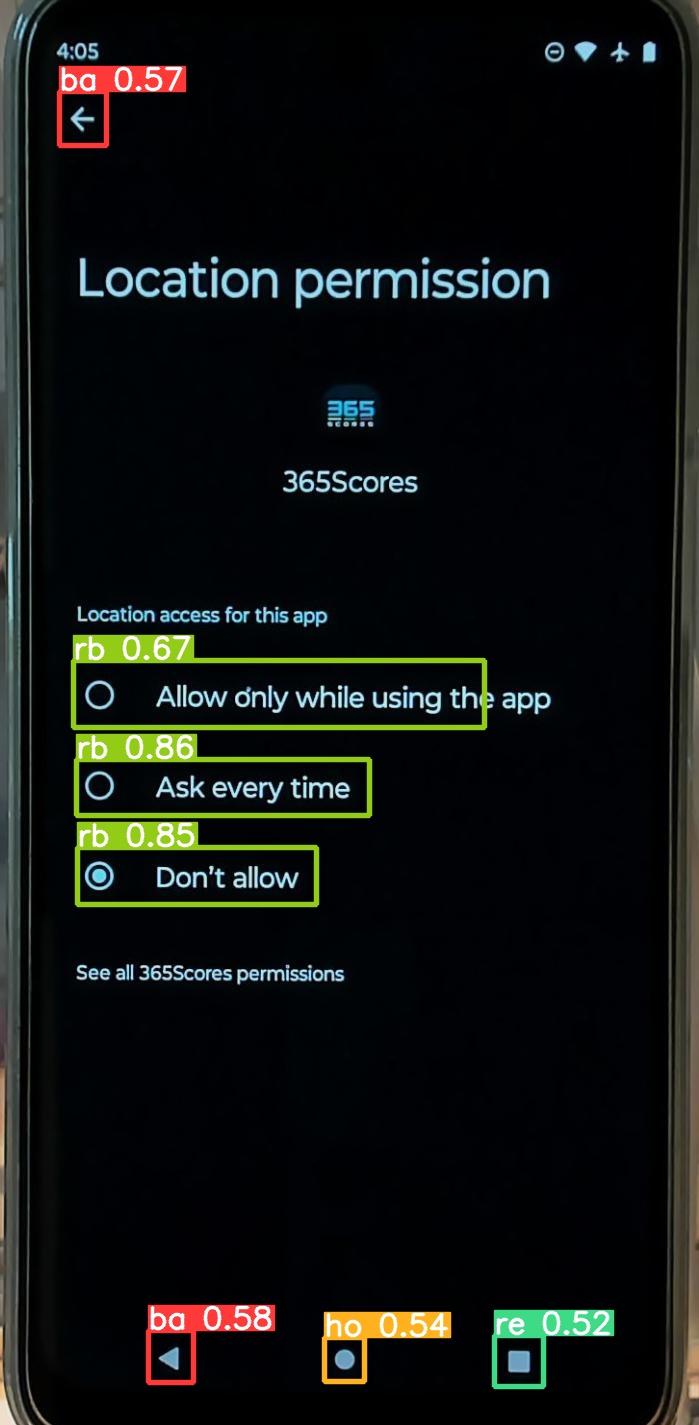 4:05
ba 0.57
Location permission
365
SCORES
365Scores
Location access for this app
rb 0.67
Allow only while using the app
rb 0.86
Ask every time
rb 0.85
Don't allow
See all 365Scores permissions
ba 0.58
ho 0.54
re 0.52